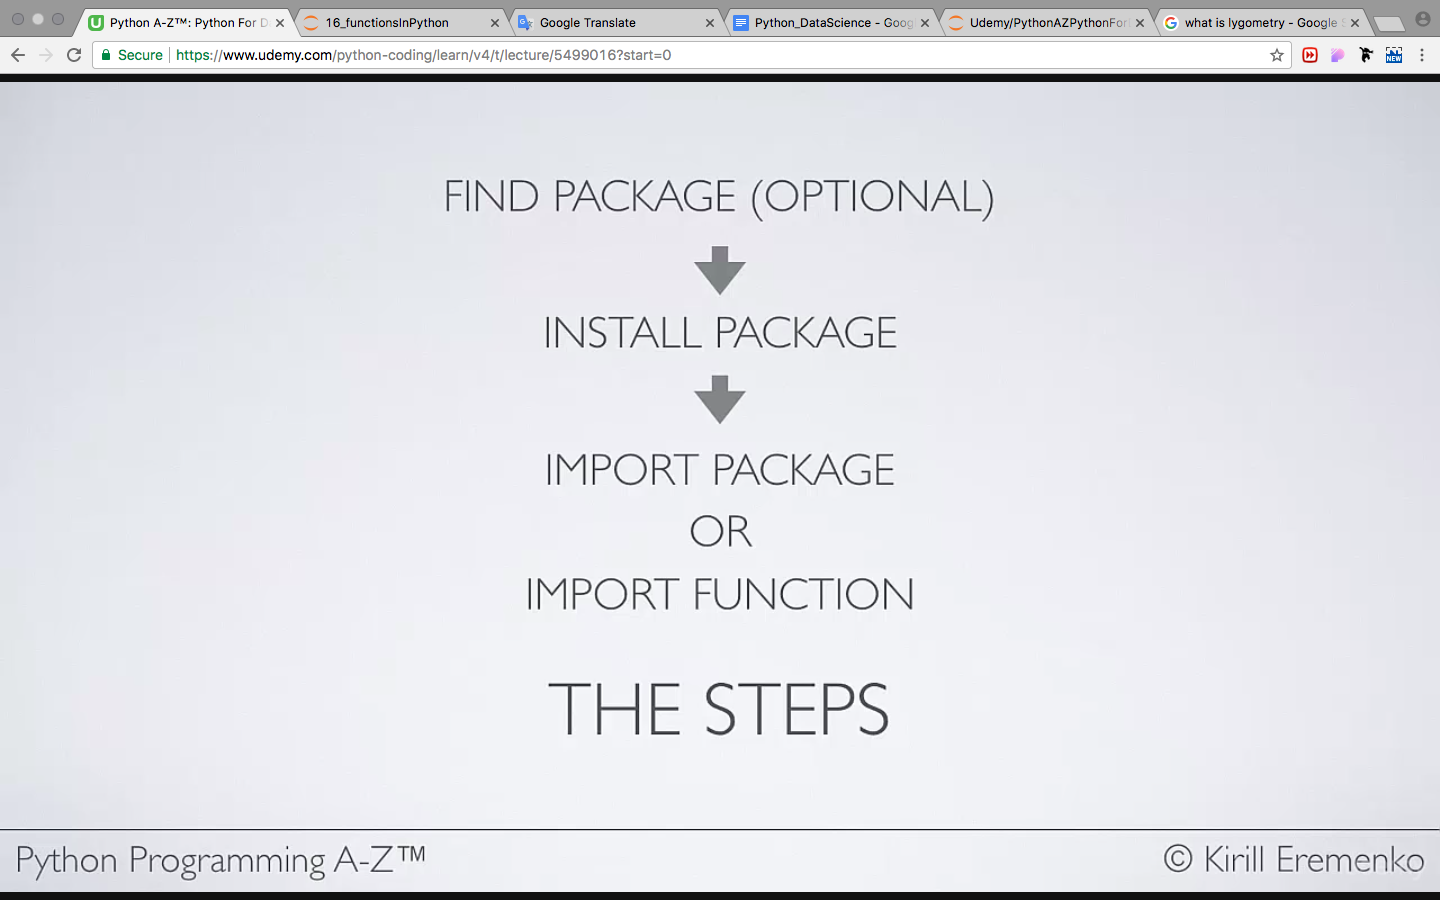 Python A-Z™: Python For D
16_functionsInPython
Google Translate
Python_DataScience - Goog
Udemy/PythonAZPythonFor
what is lygometry - Google S
Secure
https://www.udemy.com/python-coding/learn/v4/t/lecture/5499016?start=0
NEW
FIND PACKAGE (OPTIONAL)
INSTALL PACKAGE
IMPORT PACKAGE
OR
IMPORT FUNCTION
THE STEPS
Python Programming A-Z™
© Kirill Eremenko